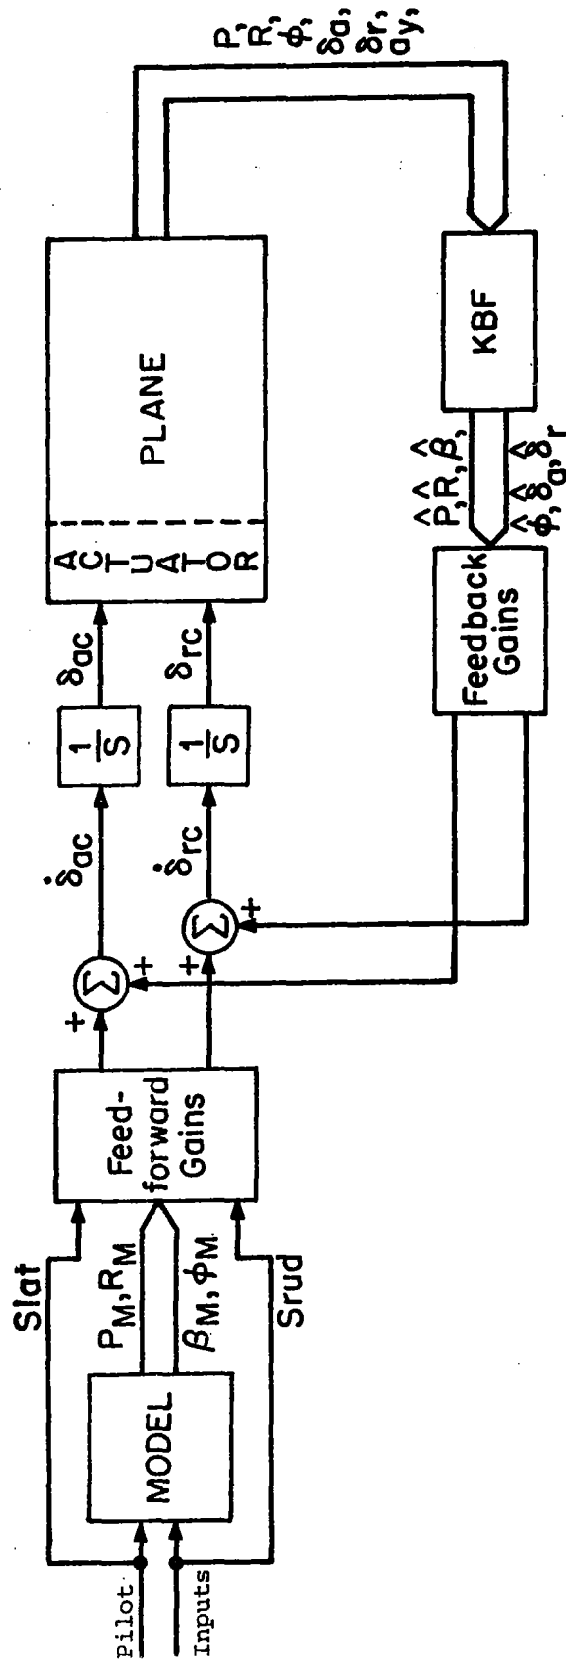 Pilot
Inputs
Slat
Srud
MODEL
P_M, R_M
β_M, ϕ_M
Feed-
forward
Gains
+
Σ
+
+
Σ
+
δ̇ac
δ̇rc
1
S
1
S
δac
δrc
ACTUATOR
PLANE
P, R,
ϕ,
δa,
δr,
ay,
KBF
P̂, R̂, β̂,
ϕ̂, δ̂a, δ̂r
Feedback
Gains